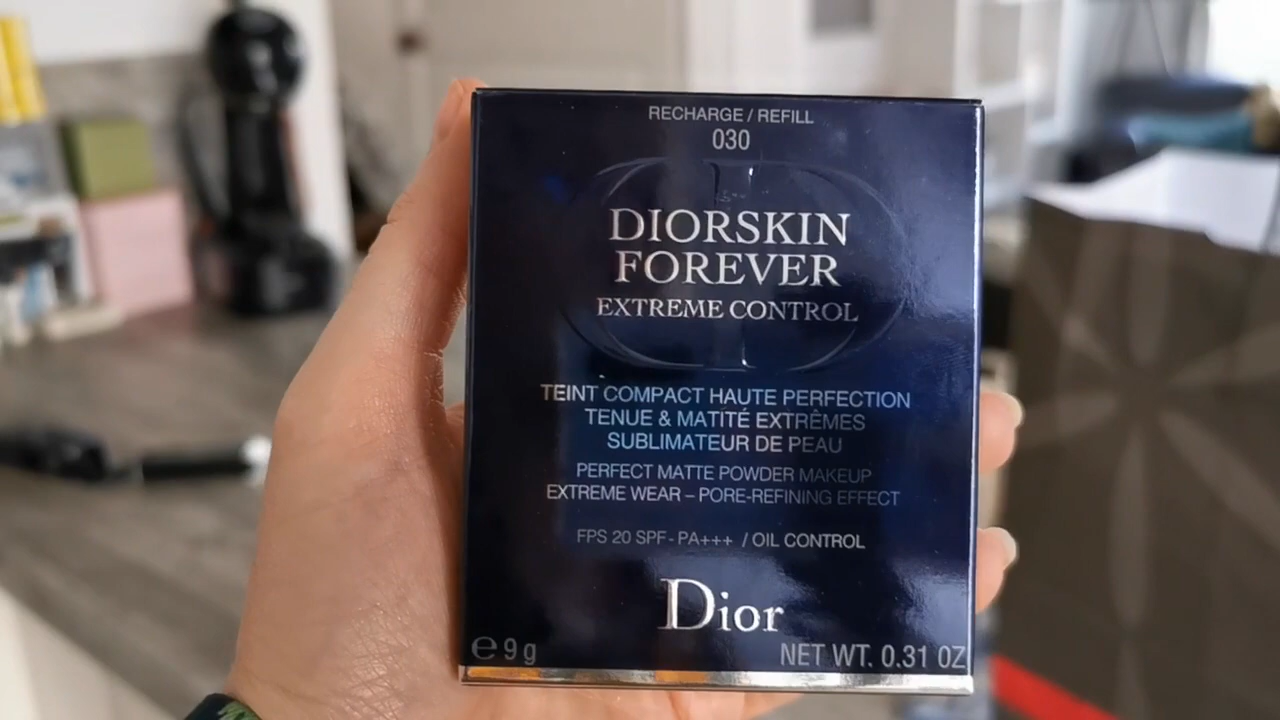 RECHARGE / REFILL
030
DIORSKIN
FOREVER
EXTREME CONTROL
TEINT COMPACT HAUTE PERFECTION
TENUE & MATITÉ EXTRÊMES
SUBLIMATEUR DE PEAU
PERFECT MATTE POWDER MAKEUP
EXTREME WEAR – PORE-REFINING EFFECT
FPS 20 SPF - PA+++ / OIL CONTROL
Dior
℮ 9 g NET WT. 0.31 OZ